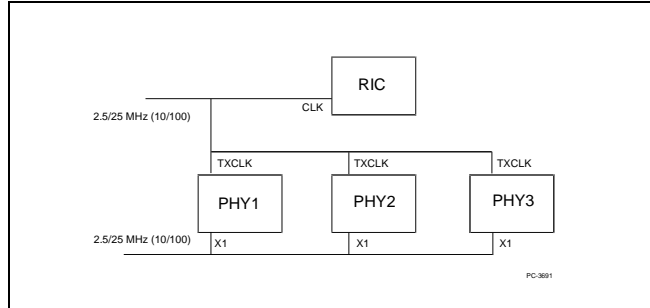 RIC
CLK
2.5/25 MHz (10/100)
TXCLK TXCLK TXCLK
PHY1 PHY2 PHY3
2.5/25 MHz (10/100)
X1 X1 X1
PC-3691